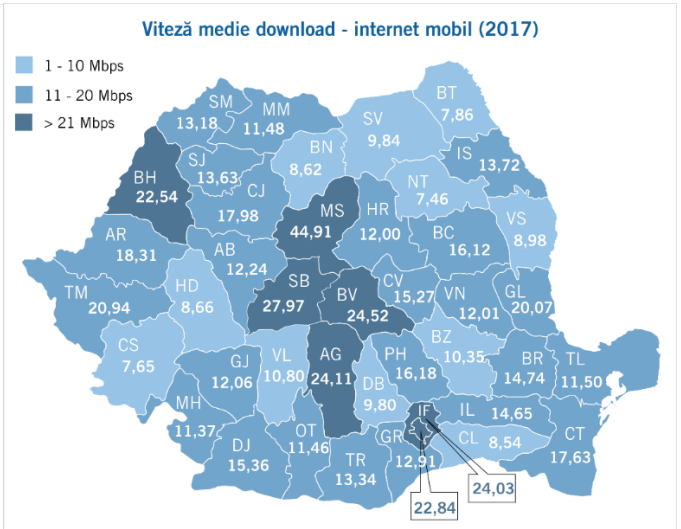 Viteză medie download - internet mobil (2017)
1 - 10 Mbps
11 - 20 Mbps
> 21 Mbps
SM
13,18
MM
11,48
BN
8,62
SV
9,84
BT
7,86
IS
13,72
BH
22,54
SJ
13,63
CJ
17,98
MS
44,91
HR
12,00
NT
7,46
BC
16,12
VS
8,98
AR
18,31
AB
12,24
TM
20,94
HD
8,66
SB
27,97
BV
24,52
CV
15,27
VN
12,01
GL
20,07
CS
7,65
GJ
12,06
VL
10,80
AG
24,11
DB
9,80
PH
16,18
BZ
10,35
BR
14,74
TL
11,50
MH
11,37
DJ
15,36
OT
11,46
TR
13,34
GR
12,91
IF
IL
14,65
CL
8,54
CT
17,63
24,03
22,84